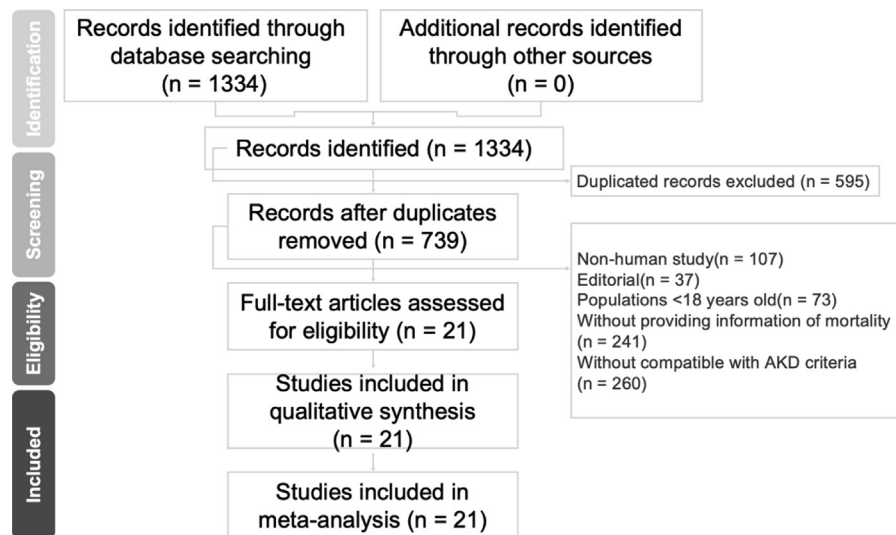 Identification
Records identified through
database searching
(n = 1334)
Additional records identified
through other sources
(n = 0)
Records identified (n = 1334)
Screening
Duplicated records excluded (n = 595)
Records after duplicates
removed (n = 739)
Non-human study(n = 107)
Editorial(n = 37)
Populations <18 years old(n = 73)
Without providing information of mortality
(n = 241)
Without compatible with AKD criteria
(n = 260)
Eligibility
Full-text articles assessed
for eligibility (n = 21)
Included
Studies included in
qualitative synthesis
(n = 21)
Studies included in
meta-analysis (n = 21)